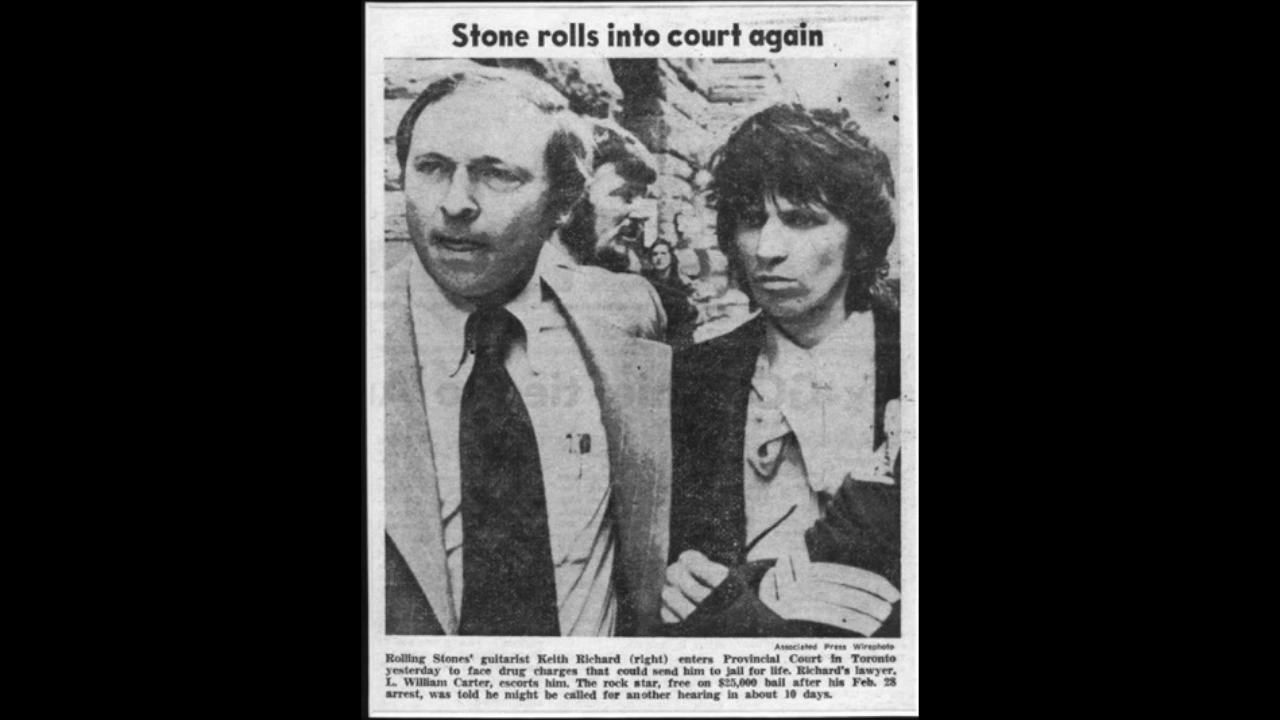 Stone rolls into court again
Associated Press Wirephoto
Rolling Stones' guitarist Keith Richard (right) enters Provincial Court in Toronto
yesterday to face drug charges that could send him to jail for life. Richard's lawyer,
L. William Carter, escorts him. The rock star, free on $25,000 bail after his Feb. 28
arrest, was told he might be called for another hearing in about 10 days.